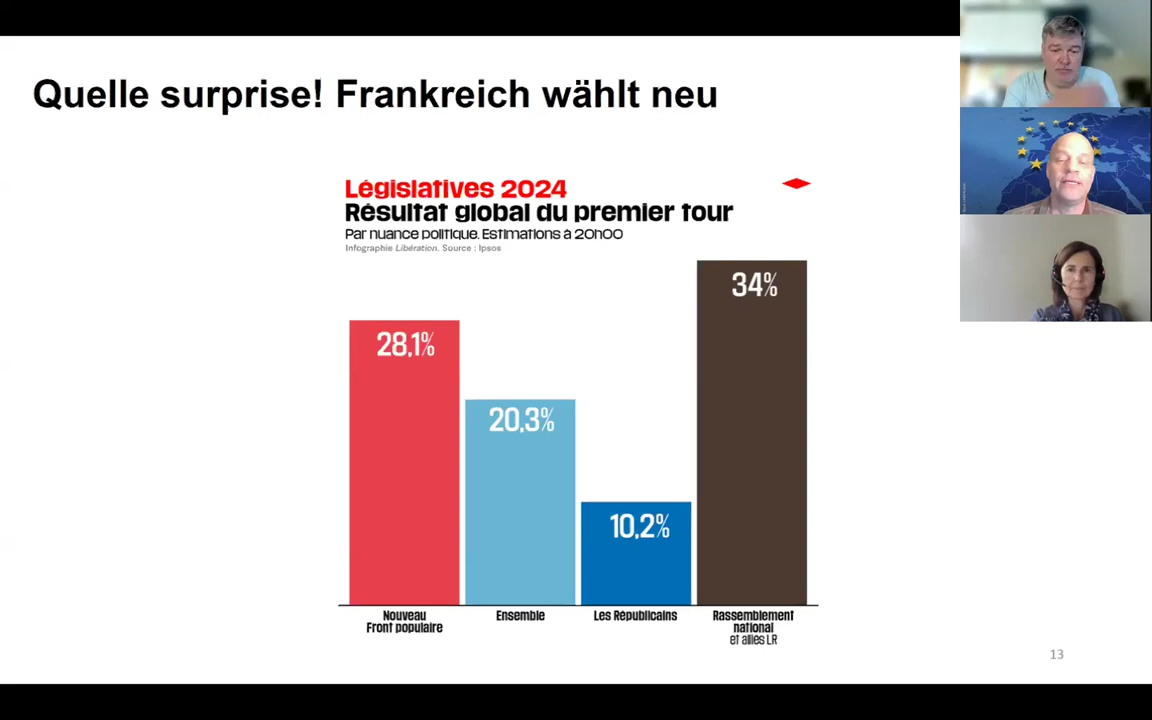 Quelle surprise! Frankreich wählt neu
Législatives 2024
Résultat global du premier tour
Par nuance politique. Estimations à 20h00
Infographie Libération. Source : Ipsos
28,1%
20,3%
10,2%
34%
Nouveau
Front populaire
Ensemble
Les Républicains
Rassemblement
national
et alliés LR
13